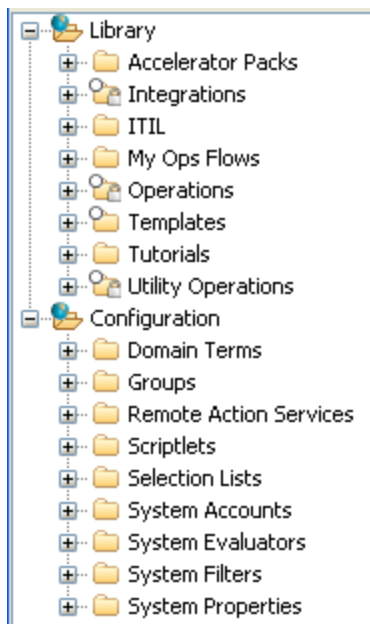 Library
Accelerator Packs
Integrations
ITIL
My Ops Flows
Operations
Templates
Tutorials
Utility Operations
Configuration
Domain Terms
Groups
Remote Action Services
Scriptlets
Selection Lists
System Accounts
System Evaluators
System Filters
System Properties